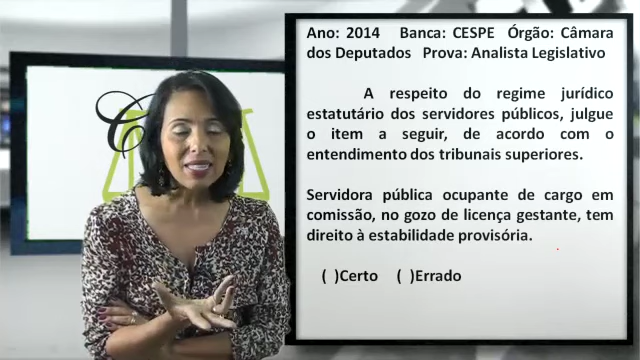 Ano: 2014 Banca: CESPE Órgão: Câmara
dos Deputados Prova: Analista Legislativo
A respeito do regime jurídico
estatutário dos servidores públicos, julgue
o item a seguir, de acordo com o
entendimento dos tribunais superiores.
Servidora pública ocupante de cargo em
comissão, no gozo de licença gestante, tem
direito à estabilidade provisória.
( )Certo ( )Errado